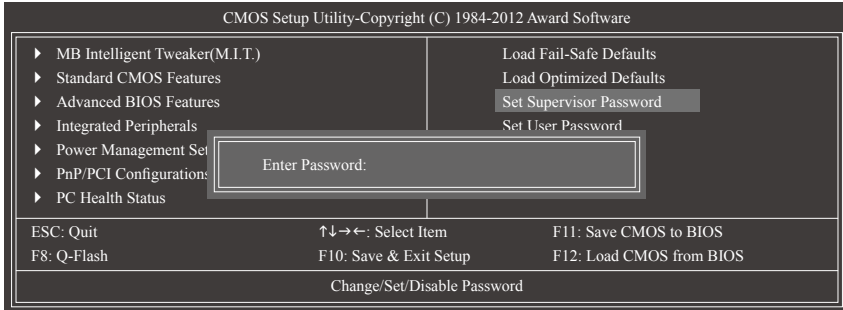 CMOS Setup Utility-Copyright (C) 1984-2012 Award Software
MB Intelligent Tweaker(M.I.T.)
Standard CMOS Features
Advanced BIOS Features
Integrated Peripherals
Power Management Set
PnP/PCI Configurations
PC Health Status
Load Fail-Safe Defaults
Load Optimized Defaults
Set Supervisor Password
Set User Password
Enter Password:
ESC: Quit ↑↓→←: Select Item F11: Save CMOS to BIOS
F8: Q-Flash F10: Save & Exit Setup F12: Load CMOS from BIOS
Change/Set/Disable Password